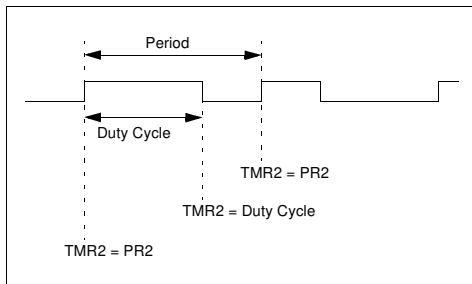 Period
Duty Cycle
TMR2 = PR2
TMR2 = Duty Cycle
TMR2 = PR2